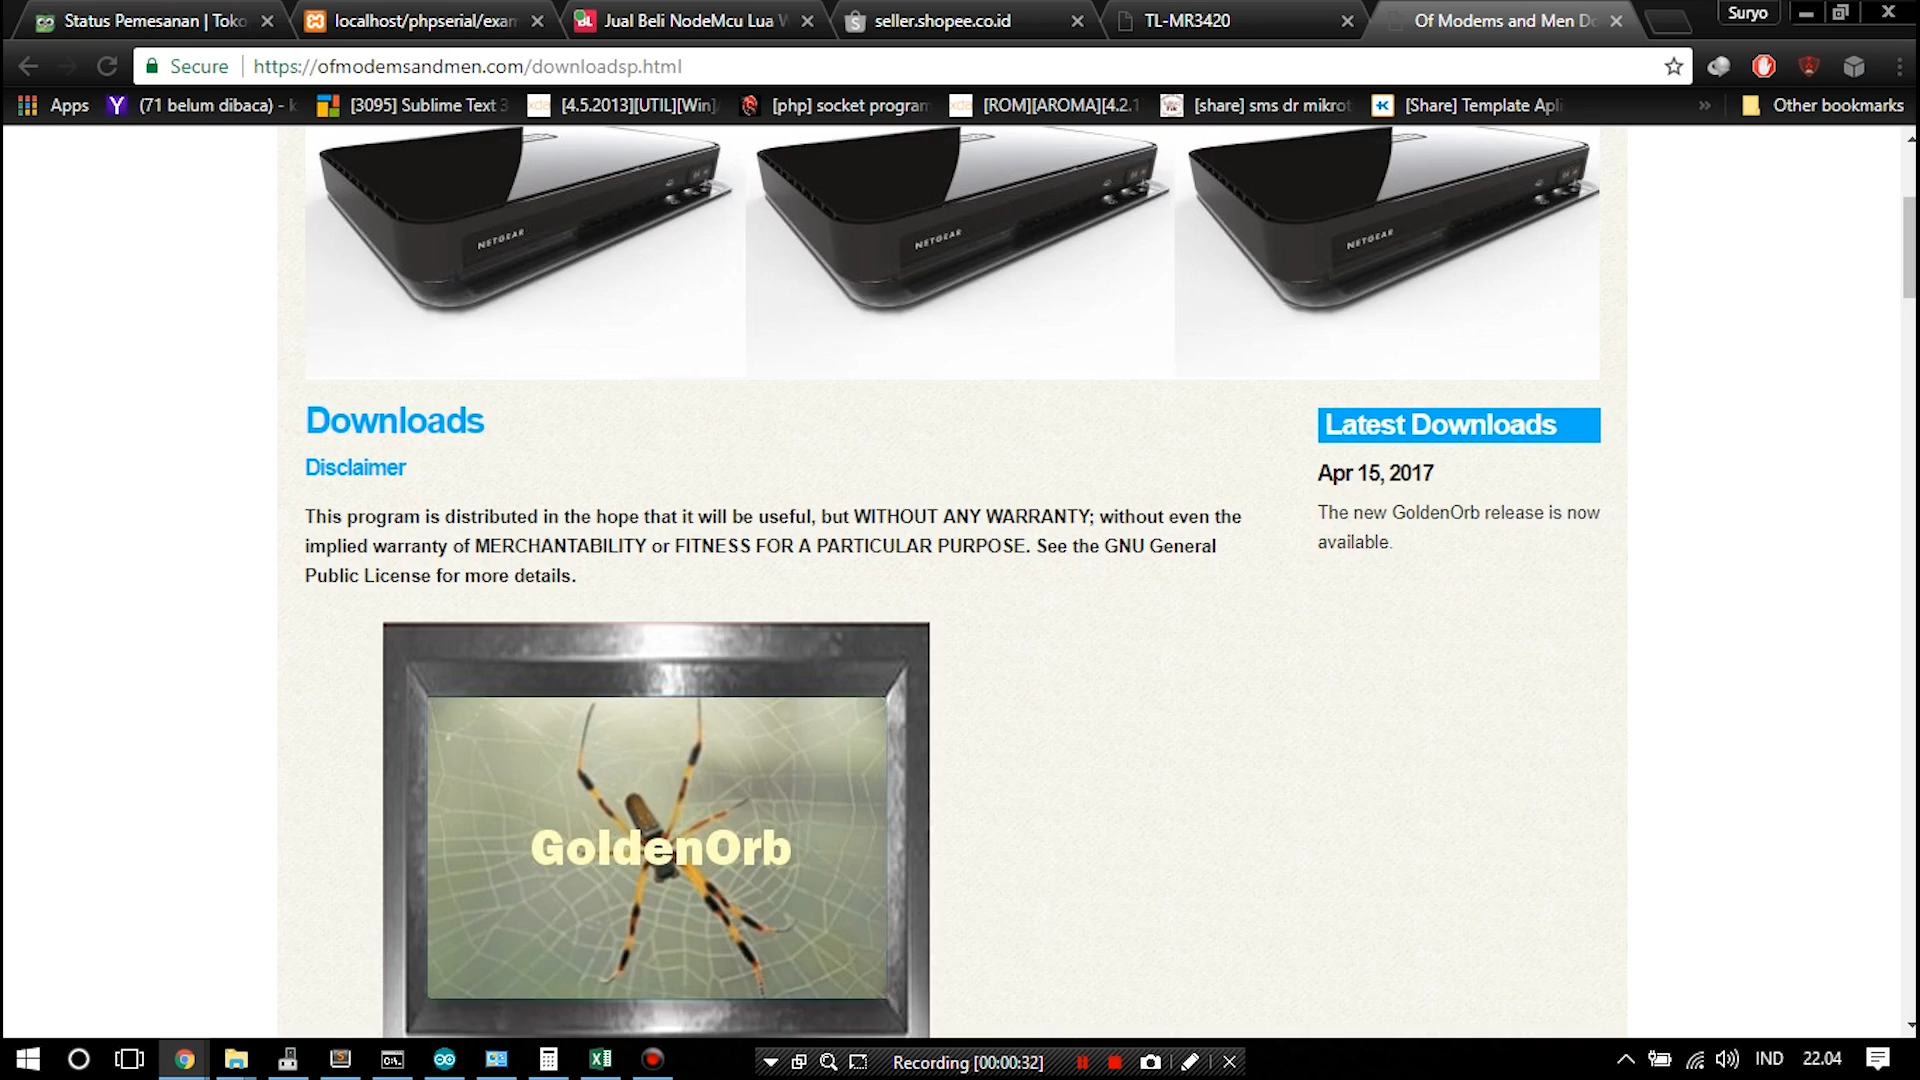 Status Pemesanan | Toko
localhost/phpserial/exam
Jual Beli NodeMcu Lua W
seller.shopee.co.id
TL-MR3420
Of Modems and Men Do
Suryo
Secure
https://ofmodemsandmen.com/downloadsp.html
Apps
(71 belum dibaca) - k
[3095] Sublime Text 3
[4.5.2013][UTIL][Win/
[php] socket program
[ROM][AROMA][4.2.1
[share] sms dr mikrot
[Share] Template Apli
»
Other bookmarks
NETGEAR
NETGEAR
NETGEAR
Downloads
Latest Downloads
Disclaimer
Apr 15, 2017
This program is distributed in the hope that it will be useful, but WITHOUT ANY WARRANTY; without even the
implied warranty of MERCHANTABILITY or FITNESS FOR A PARTICULAR PURPOSE. See the GNU General
Public License for more details.
The new GoldenOrb release is now
available.
GoldenOrb
Recording [00:00:32]
IND
22.04